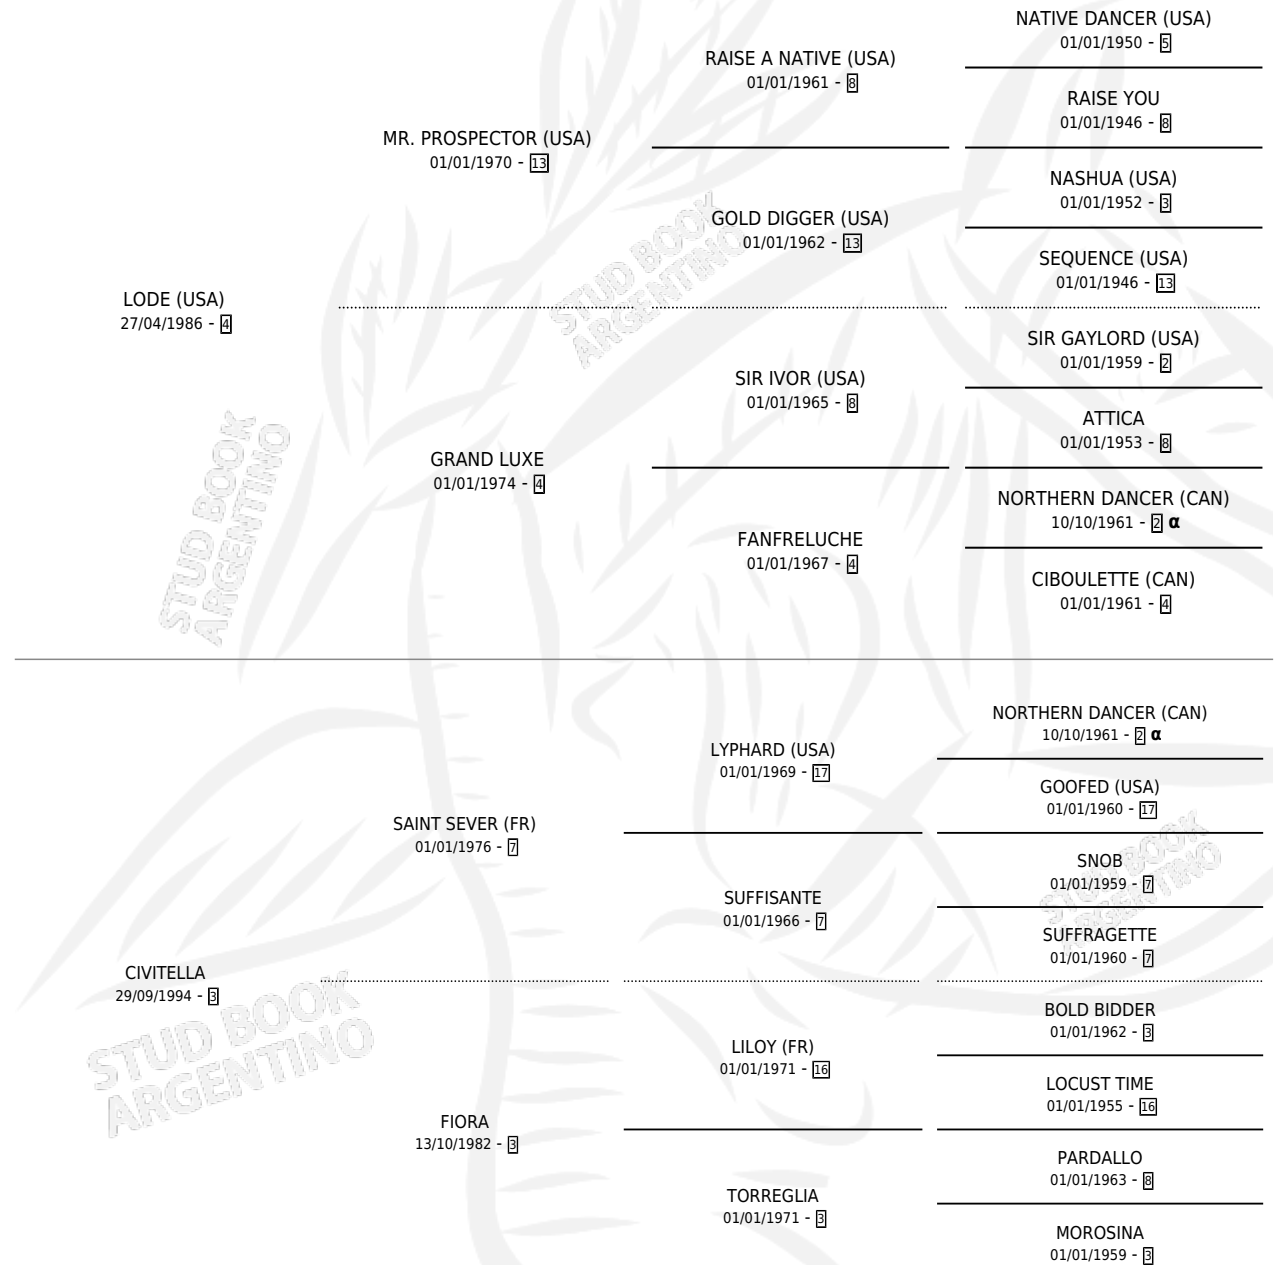 NATIVE DANCER (USA)
01/01/1950 - 5
RAISE A NATIVE (USA)
01/01/1961 - 8
RAISE YOU
01/01/1946 - 8
MR. PROSPECTOR (USA)
01/01/1970 - 13
NASHUA (USA)
01/01/1952 - 3
GOLD DIGGER (USA)
01/01/1962 - 13
SEQUENCE (USA)
01/01/1946 - 13
LODE (USA)
27/04/1986 - 4
SIR GAYLORD (USA)
01/01/1959 - 2
SIR IVOR (USA)
01/01/1965 - 8
ATTICA
01/01/1953 - 8
GRAND LUXE
01/01/1974 - 4
NORTHERN DANCER (CAN)
10/10/1961 - 2 α
FANFRELUCHE
01/01/1967 - 4
CIBOULETTE (CAN)
01/01/1961 - 4
NORTHERN DANCER (CAN)
10/10/1961 - 2 α
LYPHARD (USA)
01/01/1969 - 17
GOOFED (USA)
01/01/1960 - 17
SAINT SEVER (FR)
01/01/1976 - 7
SNOB
01/01/1959 - 7
SUFFISANTE
01/01/1966 - 7
SUFFRAGETTE
01/01/1960 - 7
CIVITELLA
29/09/1994 - 3
BOLD BIDDER
01/01/1962 - 3
LILOY (FR)
01/01/1971 - 16
LOCUST TIME
01/01/1955 - 16
FIORA
13/10/1982 - 3
PARDALLO
01/01/1963 - 8
TORREGLIA
01/01/1971 - 3
MOROSINA
01/01/1959 - 3
STUD BOOK
ARGENTINO
STUD BOOK
ARGENTINO
STUD BOOK
ARGENTINO
STUD BOOK
ARGENTINO